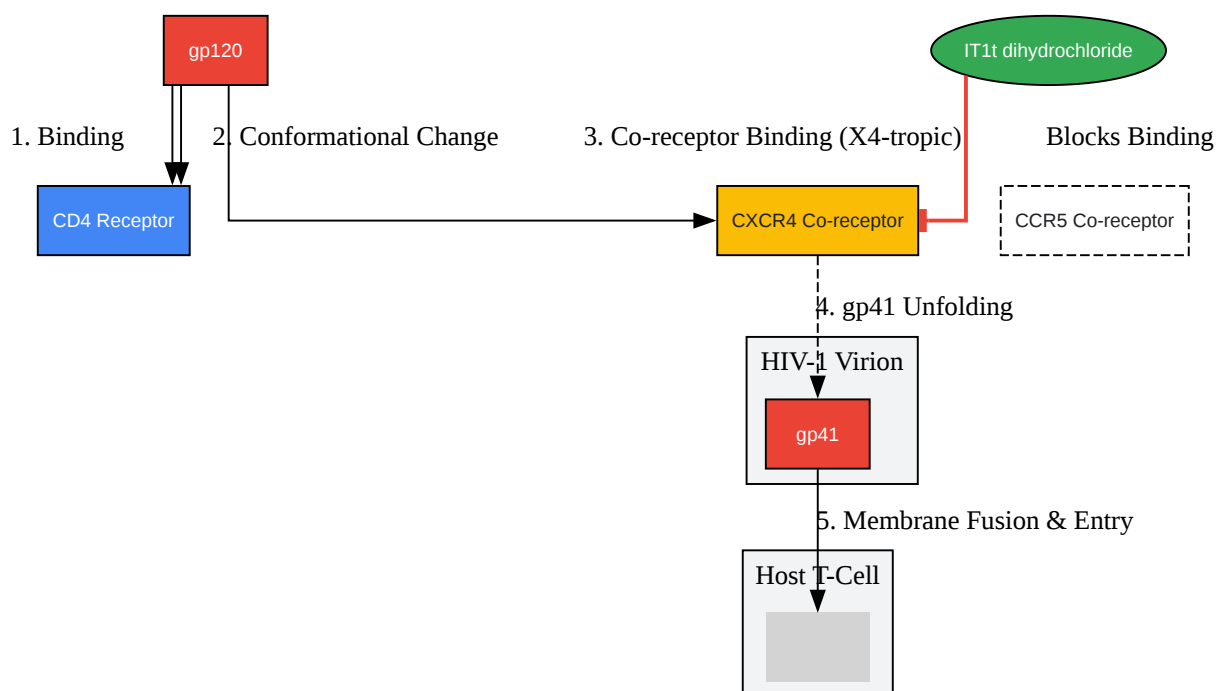 gp120
IT1t dihydrochloride
1. Binding
2. Conformational Change
3. Co-receptor Binding (X4-tropic)
Blocks Binding
CD4 Receptor
CXCR4 Co-receptor
CCR5 Co-receptor
4. gp41 Unfolding
HIV-1 Virion
gp41
5. Membrane Fusion & Entry
Host T-Cell